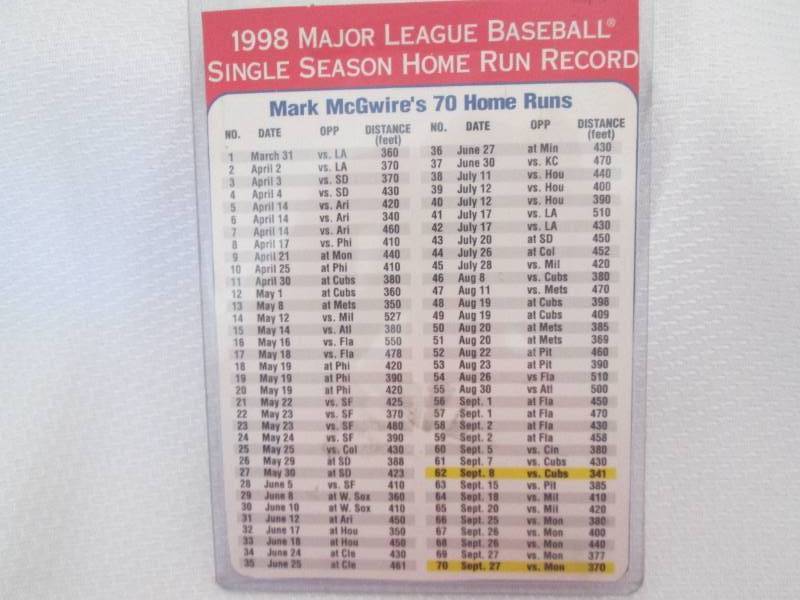 1998 MAJOR LEAGUE BASEBALL®
SINGLE SEASON HOME RUN RECORD
Mark McGwire's 70 Home Runs
NO. DATE OPP DISTANCE (feet)
1 March 31 vs. LA 360
2 April 2 vs. LA 370
3 April 3 vs. SD 370
4 April 4 vs. SD 430
5 April 14 vs. Ari 420
6 April 14 vs. Ari 340
7 April 14 vs. Ari 460
8 April 17 vs. Phi 410
9 April 21 at Mon 440
10 April 25 at Phi 410
11 April 30 at Cubs 380
12 May 1 at Cubs 360
13 May 8 at Mets 350
14 May 12 vs. Mil 527
15 May 14 vs. Atl 380
16 May 16 vs. Fla 550
17 May 18 vs. Fla 478
18 May 19 at Phi 420
19 May 19 at Phi 390
20 May 19 at Phi 420
21 May 22 vs. SF 425
22 May 23 vs. SF 370
23 May 23 vs. SF 480
24 May 24 vs. SF 390
25 May 25 vs. Col 430
26 May 29 at SD 388
27 May 30 at SD 423
28 June 5 vs. SF 410
29 June 8 at W. Sox 360
30 June 10 at W. Sox 410
31 June 12 at Ari 450
32 June 17 at Hou 350
33 June 18 at Hou 450
34 June 24 at Cle 430
35 June 25 at Cle 461
NO. DATE OPP DISTANCE (feet)
36 June 27 at Min 430
37 June 30 vs. KC 470
38 July 11 vs. Hou 440
39 July 12 vs. Hou 400
40 July 12 vs. Hou 390
41 July 17 vs. LA 510
42 July 17 vs. LA 430
43 July 20 at SD 450
44 July 26 at Col 452
45 July 28 vs. Mil 420
46 Aug 8 vs. Cubs 380
47 Aug 11 vs. Mets 470
48 Aug 19 at Cubs 398
49 Aug 19 at Cubs 409
50 Aug 20 at Mets 385
51 Aug 20 at Mets 369
52 Aug 22 at Pit 460
53 Aug 23 at Pit 390
54 Aug 26 vs Fla 510
55 Aug 30 vs Atl 500
56 Sept. 1 at Fla 450
57 Sept. 1 at Fla 470
58 Sept. 2 at Fla 430
59 Sept. 2 at Fla 458
60 Sept. 5 vs. Cin 380
61 Sept. 7 vs. Cubs 430
62 Sept. 8 vs. Cubs 341
63 Sept. 15 vs. Pit 385
64 Sept. 18 vs. Mil 410
65 Sept. 20 vs. Mil 420
66 Sept. 25 vs. Mon 380
67 Sept. 26 vs. Mon 400
68 Sept. 26 vs. Mon 440
69 Sept. 27 vs. Mon 377
70 Sept. 27 vs. Mon 370